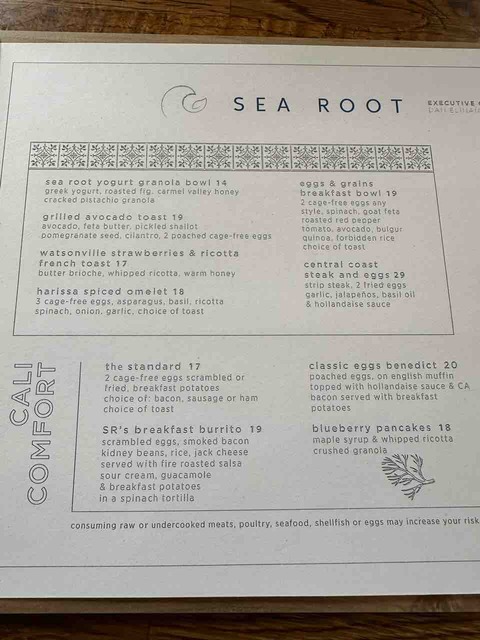 SEA ROOT
EXECUTIVE
sea root yogurt granola bowl 14
greek yogurt, roasted fig, carmel valley honey
cracked pistachio granola
grilled avocado toast 19
avocado, feta butter, pickled shallot
pomegranate seed, cilantro, 2 poached cage-free eggs
watsonville strawberries & ricotta
french toast 17
butter brioche, whipped ricotta, warm honey
harissa spiced omelet 18
3 cage-free eggs, asparagus, basil, ricotta
spinach, onion, garlic, choice of toast
eggs & grains
breakfast bowl 19
2 cage-free eggs any
style, spinach, goat feta
roasted red pepper
tomato, avocado, bulgur
quinoa, forbidden rice
choice of toast
central coast
steak and eggs 29
strip steak, 2 fried eggs
garlic, jalapeños, basil oil
& hollandaise sauce
CALI
COMFORT
the standard 17
2 cage-free eggs scrambled or
fried, breakfast potatoes
choice of: bacon, sausage or ham
choice of toast
SR's breakfast burrito 19
scrambled eggs, smoked bacon
kidney beans, rice, jack cheese
served with fire roasted salsa
sour cream, guacamole
& breakfast potatoes
in a spinach tortilla
classic eggs benedict 20
poached eggs, on english muffin
topped with hollandaise sauce & CA
bacon served with breakfast
potatoes
blueberry pancakes 18
maple syrup & whipped ricotta
crushed granola
consuming raw or undercooked meats, poultry, seafood, shellfish or eggs may increase your risk